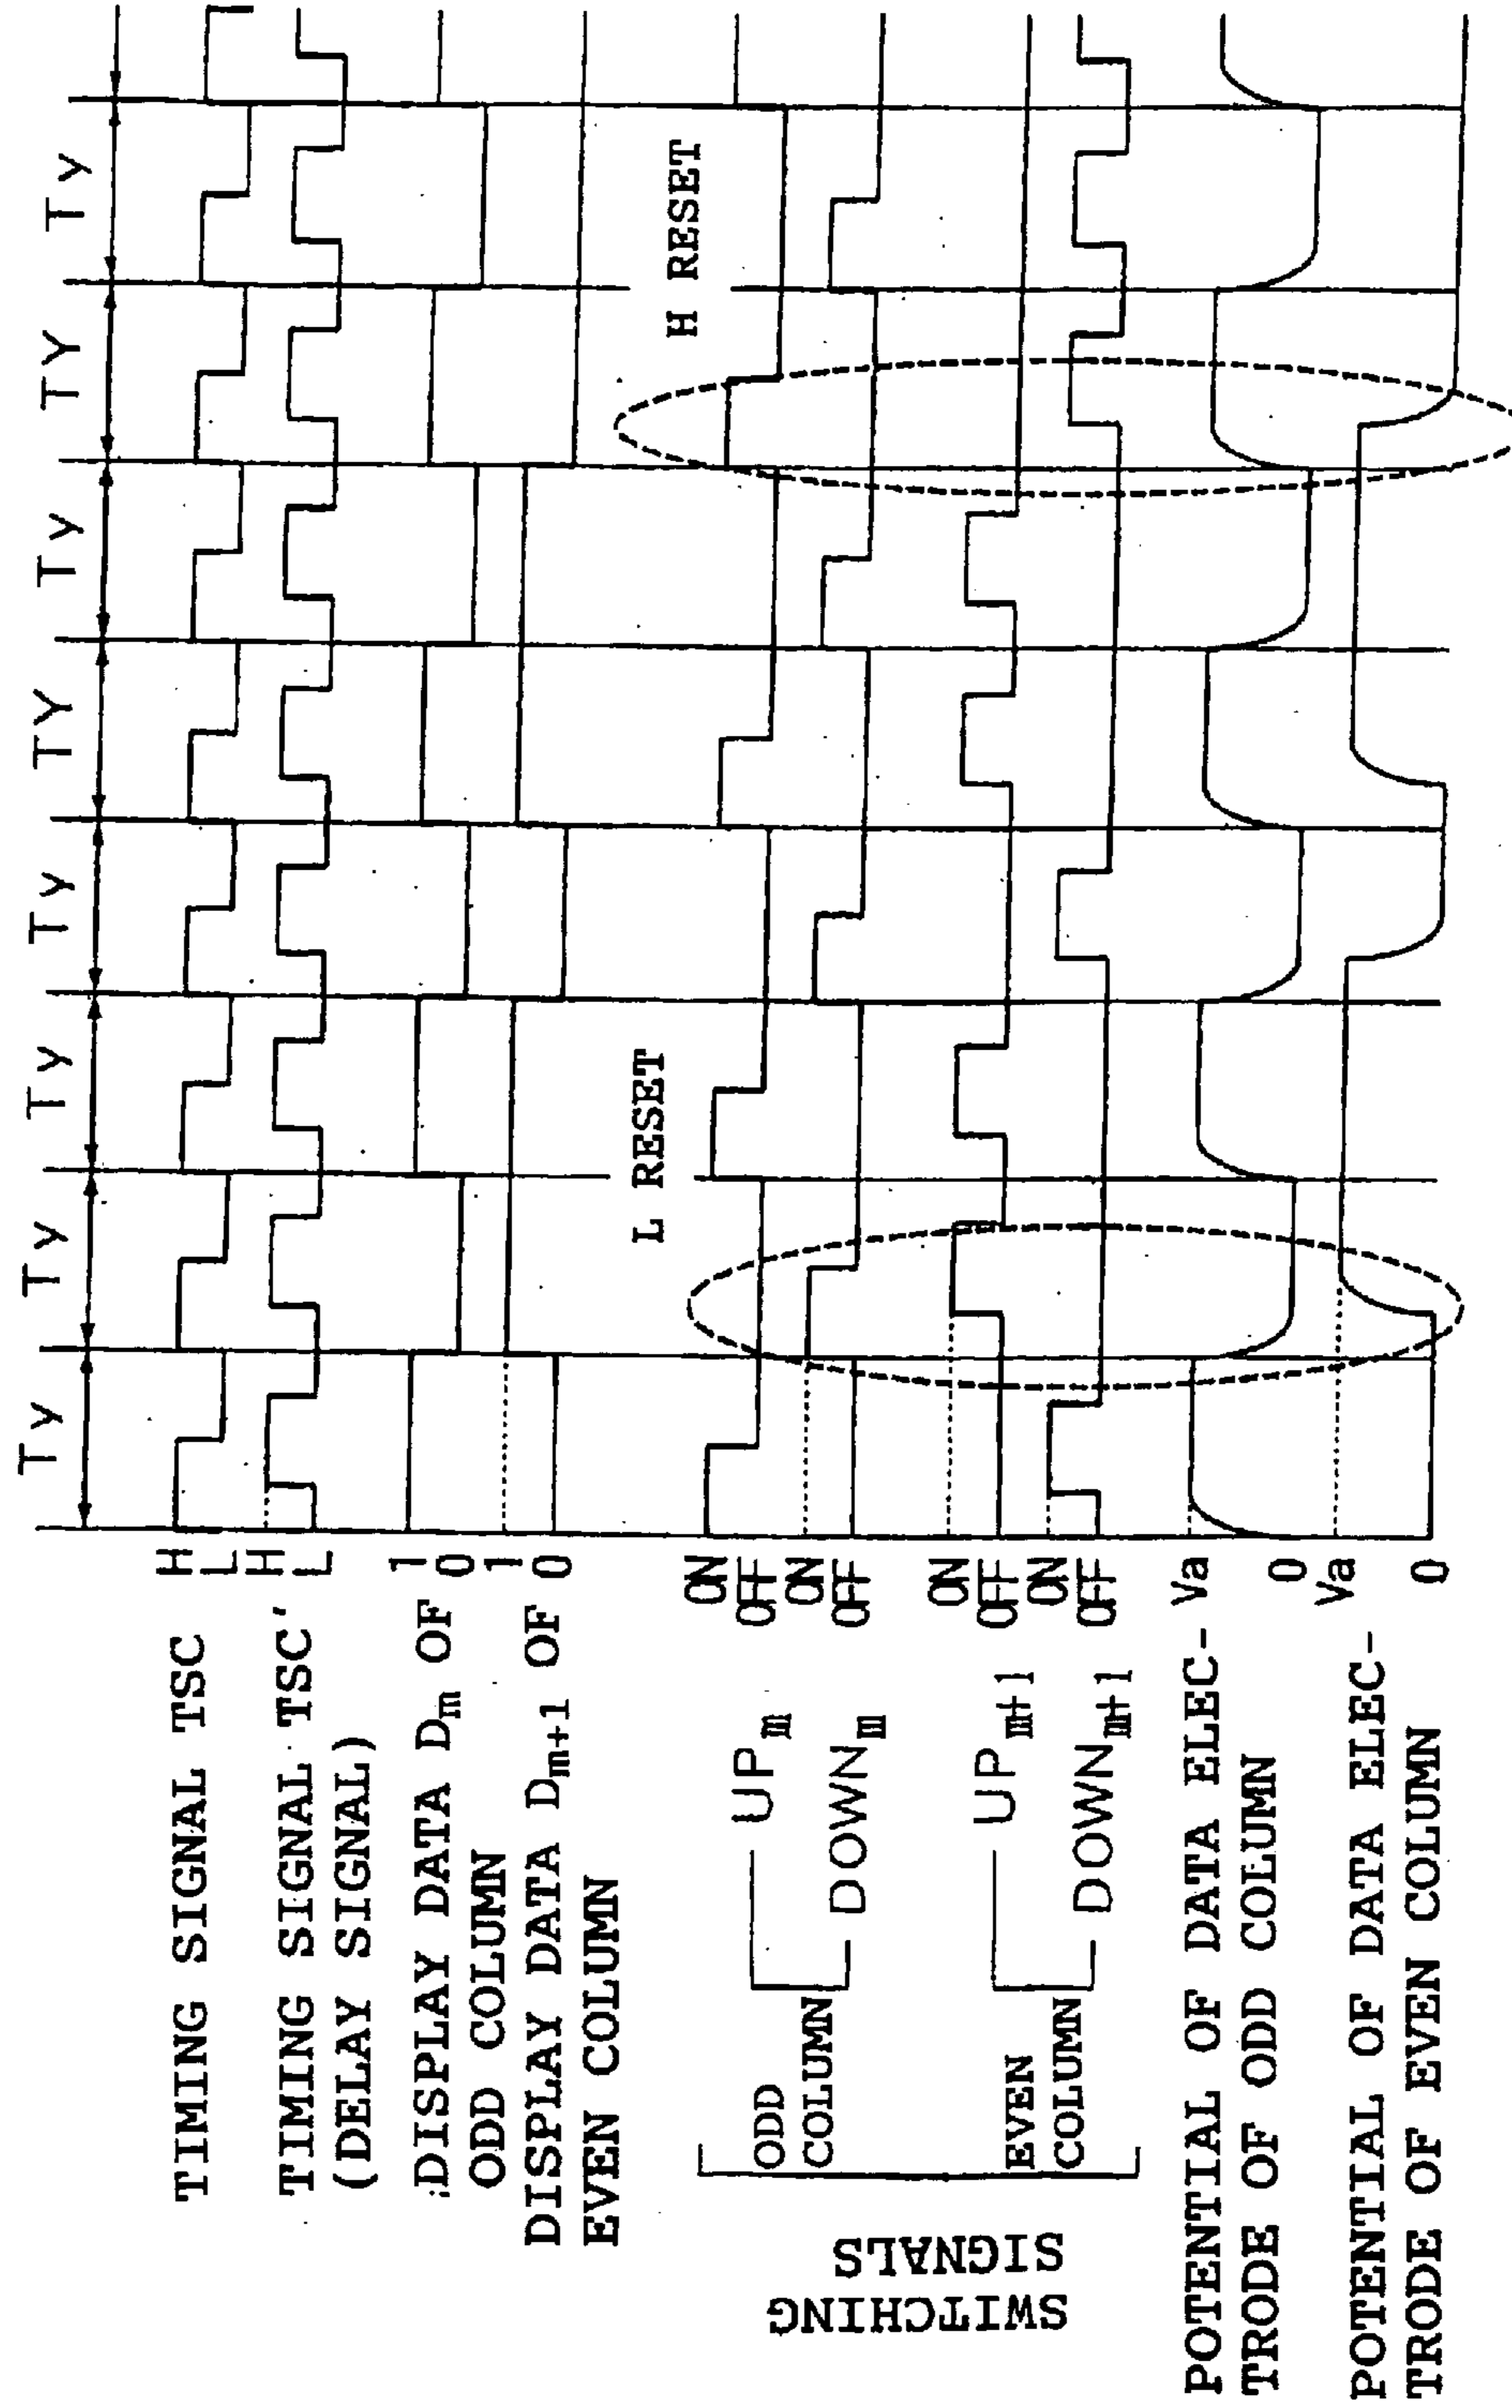 Ty Ty Ty Ty TY Ty TY Ty
TIMING SIGNAL TSC
H
L
TIMING SIGNAL TSC'
(DELAY SIGNAL)
H
L
DISPLAY DATA Dm OF
ODD COLUMN
1
0
DISPLAY DATA Dm+1 OF
EVEN COLUMN
1
0
L RESET
H RESET
SWITCHING
SIGNALS
ODD
COLUMN
UPm
ON
OFF
DOWNm
ON
OFF
EVEN
COLUMN
UPm+1
ON
OFF
DOWNm+1
ON
OFF
POTENTIAL OF DATA ELEC-
TRODE OF ODD COLUMN
Va
0
POTENTIAL OF DATA ELEC-
TRODE OF EVEN COLUMN
Va
0